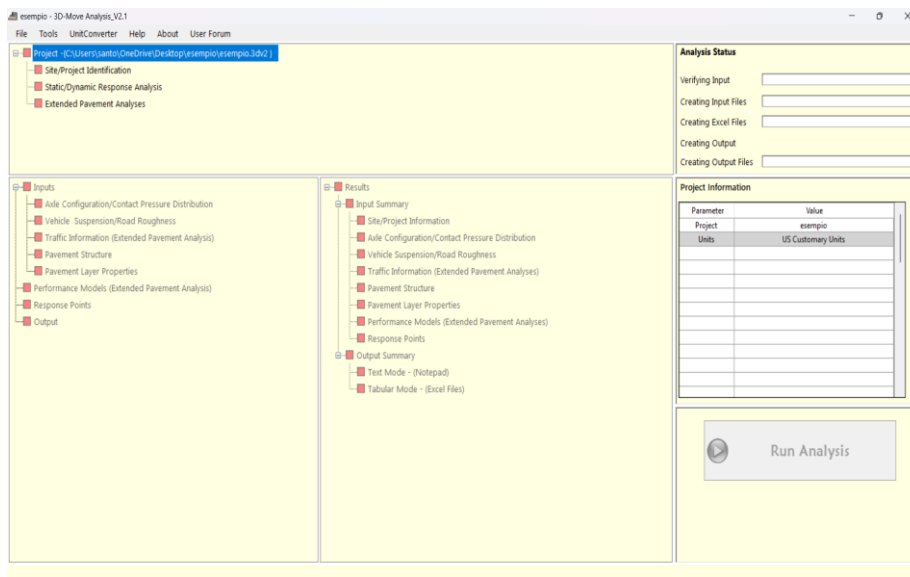 esempio - 3D-Move Analysis_V2.1
File Tools UnitConverter Help About User Forum
Project -(C:\Users\santo\OneDrive\Desktop\esempio\esempio.3dv2 )
Site/Project Identification
Static/Dynamic Response Analysis
Extended Pavement Analyses
Analysis Status
Verifying Input
Creating Input Files
Creating Excel Files
Creating Output
Creating Output Files
Inputs
Axle Configuration/Contact Pressure Distribution
Vehicle Suspension/Road Roughness
Traffic Information (Extended Pavement Analysis)
Pavement Structure
Pavement Layer Properties
Performance Models (Extended Pavement Analysis)
Response Points
Output
Results
Input Summary
Site/Project Information
Axle Configuration/Contact Pressure Distribution
Vehicle Suspension/Road Roughness
Traffic Information (Extended Pavement Analyses)
Pavement Structure
Pavement Layer Properties
Performance Models (Extended Pavement Analyses)
Response Points
Output Summary
Text Mode - (Notepad)
Tabular Mode - (Excel Files)
Project Information
Parameter Value
Project esempio
Units US Customary Units
Run Analysis